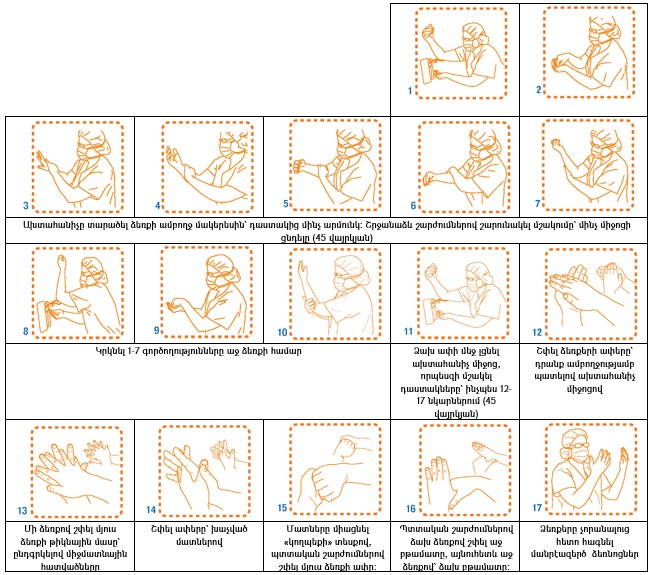 1
2
3
4
5
6
7
Ախտահանիչը տարածել ձեռքի ամբողջ մակերեսին՝ դաստակից մինչ արմունկ: Շրջանաձև շարժումներով շարունակել մշակումը՝ մինչ միջոցի
ցնդելը (45 վայրկյան)
8
9
10
11
12
Կրկնել 1-7 գործողությունները աջ ձեռքի համար
Ձախ ափի մեջ լցնել
ախտահանիչ միջոց,
որպեսզի մշակել
դաստակները՝ ինչպես 12-
17 նկարներում (45
վայրկյան)
Շփել ձեռքերի ափերը՝
դրանք ամբողջությամբ
պատելով ախտահանիչ
միջոցով
13
14
15
16
17
Մի ձեռքով շփել մյուս
ձեռքի թիկնային մասը՝
ընդգրկելով միջմատնային
հատվածները
Շփել ափերը՝ խաչված
մատներով
Մատները միացնել
«կողպեքի» տեսքով,
պտտական շարժումներով
շփել մյուս ձեռքի ափը:
Պտտական շարժումներով
ձախ ձեռքով շփել աջ
բթամատը, այնուհետև աջ
ձեռքով՝ ձախ բթամատը:
Ձեռքերը չորանալուց
հետո հագնել
մանրէազերծ ձեռնոցներ